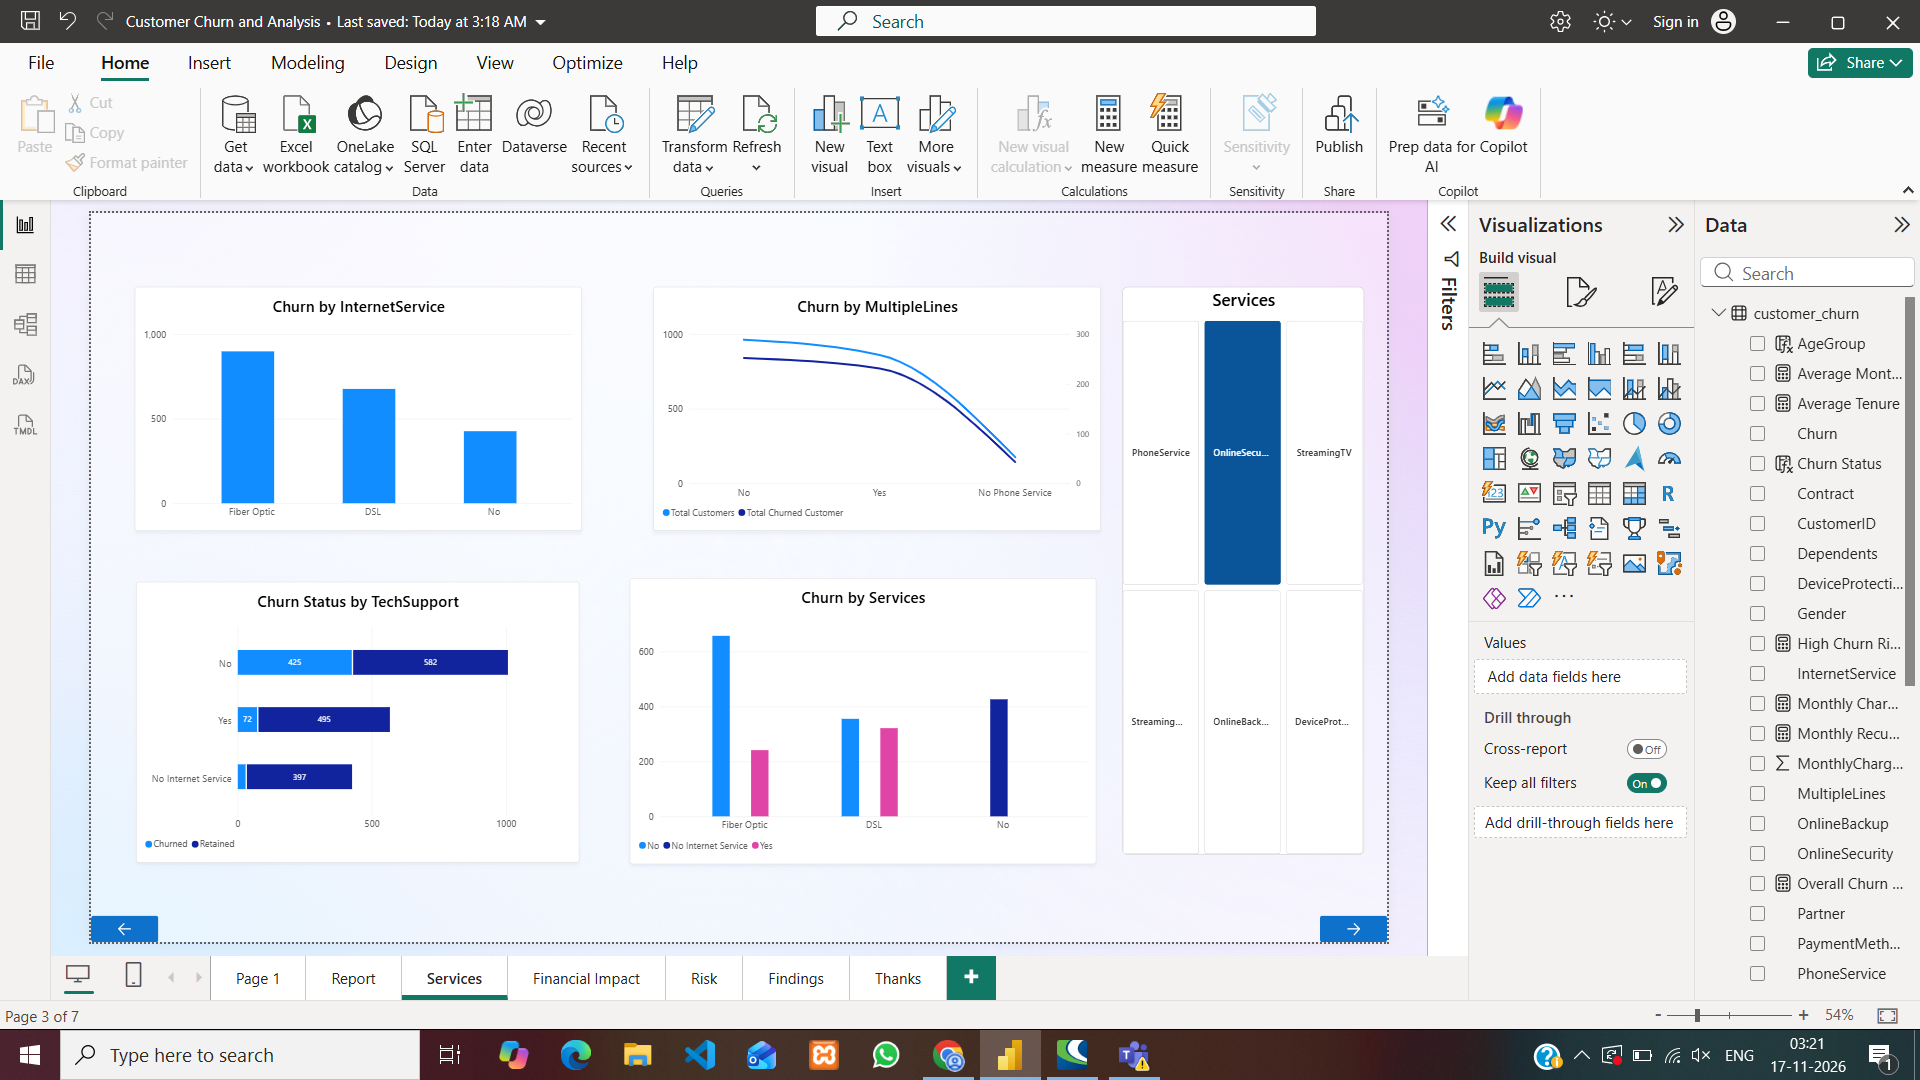 Customer Churn and Analysis • Last saved: Today at 3:18 AM
Search
Sign in
File
Home
Insert
Modeling
Design
View
Optimize
Help
Share
Paste
Cut
Copy
Format painter
Clipboard
Get data
Excel workbook
OneLake catalog
SQL Server
Enter data
Dataverse
Recent sources
Data
Transform data
Refresh
Queries
New visual
Text box
More visuals
Insert
New visual calculation
New measure
Quick measure
Calculations
Sensitivity
Sensitivity
Publish
Share
Prep data for AI
Copilot
Copilot
DAX
TMDL
Churn by InternetService
1,000
500
0
Fiber Optic
DSL
No
Churn by MultipleLines
1000
500
0
300
200
100
0
No
Yes
No Phone Service
Total Customers
Total Churned Customer
Services
PhoneService
OnlineSecu...
StreamingTV
Streaming...
OnlineBack...
DeviceProt...
Churn Status by TechSupport
No
425
582
Yes
72
495
No Internet Service
397
0
500
1000
Churned
Retained
Churn by Services
600
400
200
0
Fiber Optic
DSL
No
No
No Internet Service
Yes
Filters
Visualizations
Build visual
123
R
Py
Values
Add data fields here
Drill through
Cross-report
Off
Keep all filters
On
Add drill-through fields here
Data
Search
customer_churn
AgeGroup
Average Mont...
Average Tenure
Churn
Churn Status
Contract
CustomerID
Dependents
DeviceProtecti...
Gender
High Churn Ri...
InternetService
Monthly Char...
Monthly Recu...
MonthlyCharg...
MultipleLines
OnlineBackup
OnlineSecurity
Overall Churn ...
Partner
PaymentMeth...
PhoneService
Page 1
Report
Services
Financial Impact
Risk
Findings
Thanks
Page 3 of 7
54%
Type here to search
ENG
03:21
17-11-2026
1